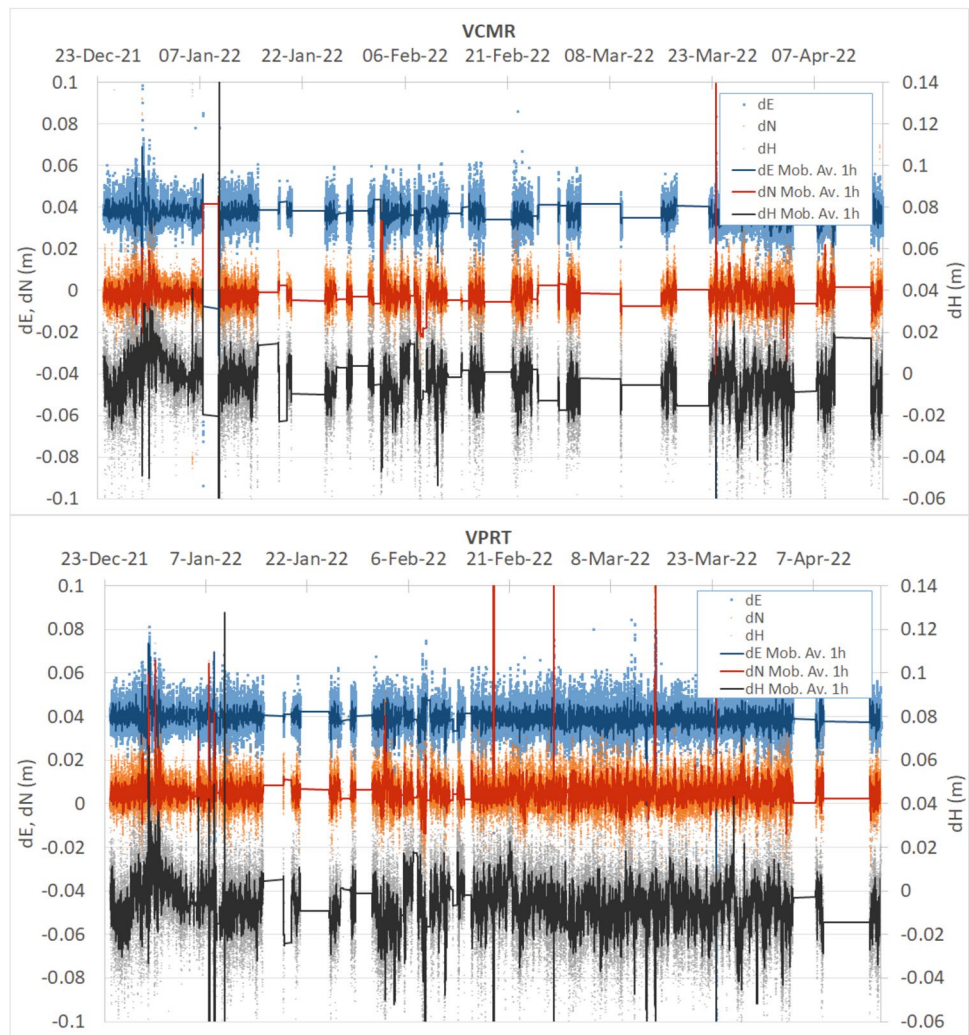 VCMR
23-Dec-21 07-Jan-22 22-Jan-22 06-Feb-22 21-Feb-22 08-Mar-22 23-Mar-22 07-Apr-22
0.1 0.14
0.08 0.12
0.06 0.1
0.04 0.08
0.02 0.06
0 0.04
-0.02 0.02
-0.04 0
-0.06 -0.02
-0.08 -0.04
-0.1 -0.06
dE, dN (m)
dH (m)
dE
dN
dH
dE Mob. Av. 1h
dN Mob. Av. 1h
dH Mob. Av. 1h
VPRT
23-Dec-21 7-Jan-22 22-Jan-22 6-Feb-22 21-Feb-22 8-Mar-22 23-Mar-22 7-Apr-22
0.1 0.14
0.08 0.12
0.06 0.1
0.04 0.08
0.02 0.06
0 0.04
-0.02 0.02
-0.04 0
-0.06 -0.02
-0.08 -0.04
-0.1 -0.06
dE, dN (m)
dH (m)
dE
dN
dH
dE Mob. Av. 1h
dN Mob. Av. 1h
dH Mob. Av. 1h